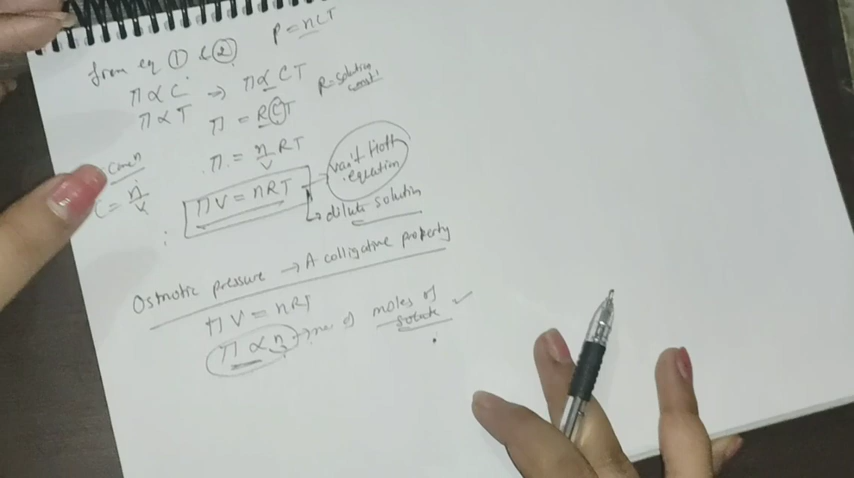 P = nCT
from eq ① & ②
π ∝ C ⇒ π ∝ CT
R = solution const.
π ∝ T π = RCT
π = n/V RT
concn
C = n/V
πV = nRT → van't Hoff equation
→ dilute solution
Osmotic pressure → A colligative property
πV = nRT
π ∝ n → no. of moles of solute ✓